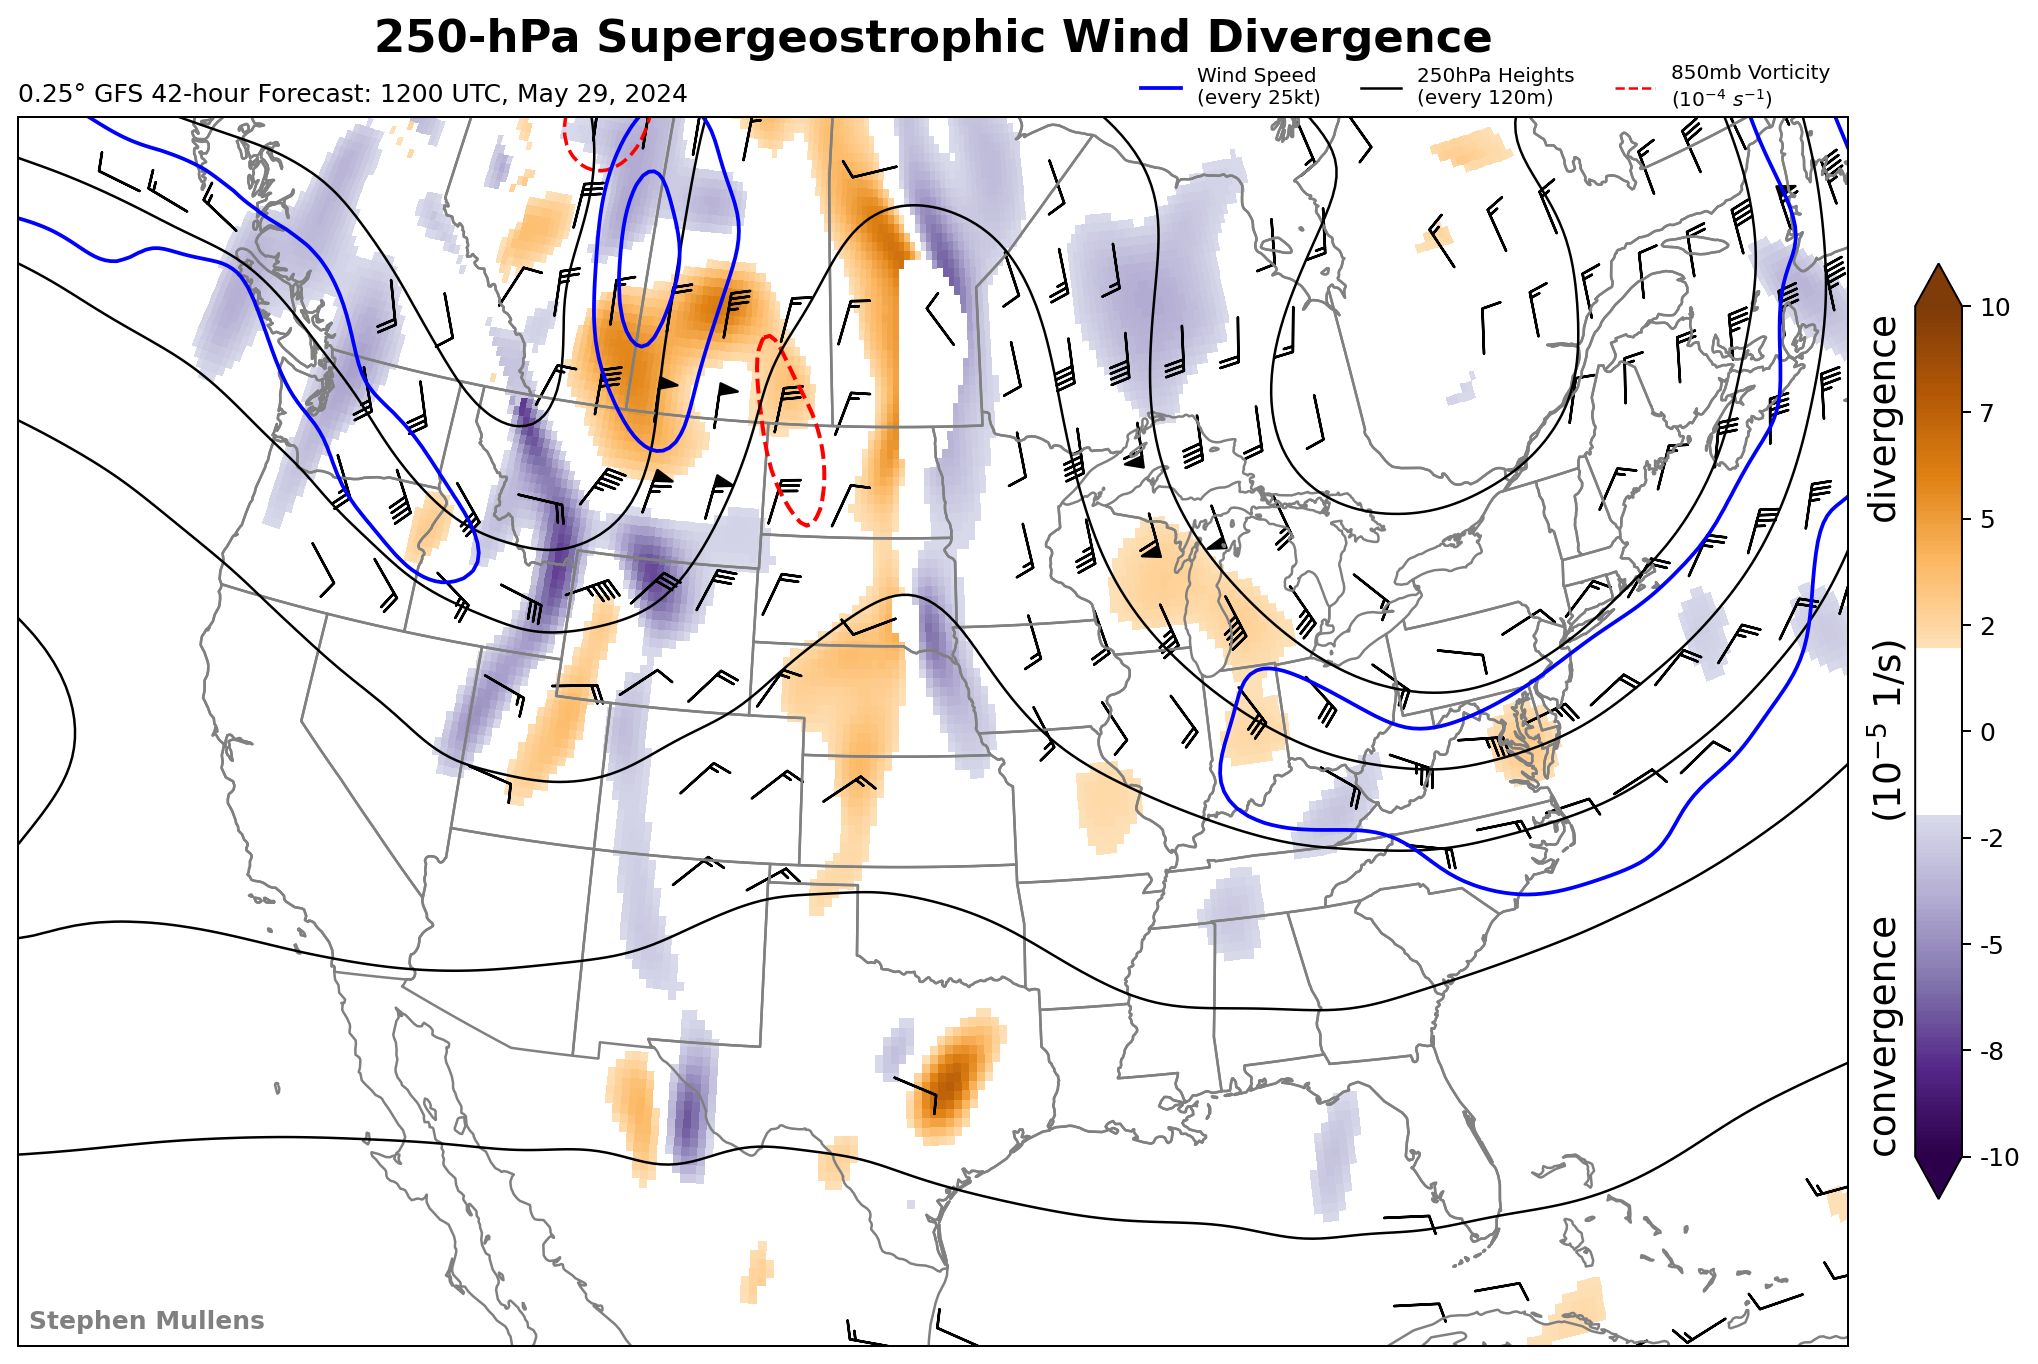 250-hPa Supergeostrophic Wind Divergence
0.25° GFS 42-hour Forecast: 1200 UTC, May 29, 2024
Wind Speed
(every 25kt)
250hPa Heights
(every 120m)
850mb Vorticity
(10⁻⁴ s⁻¹)
10
7
5
2
0
-2
-5
-8
-10
convergence (10⁻⁵ 1/s) divergence
Stephen Mullens